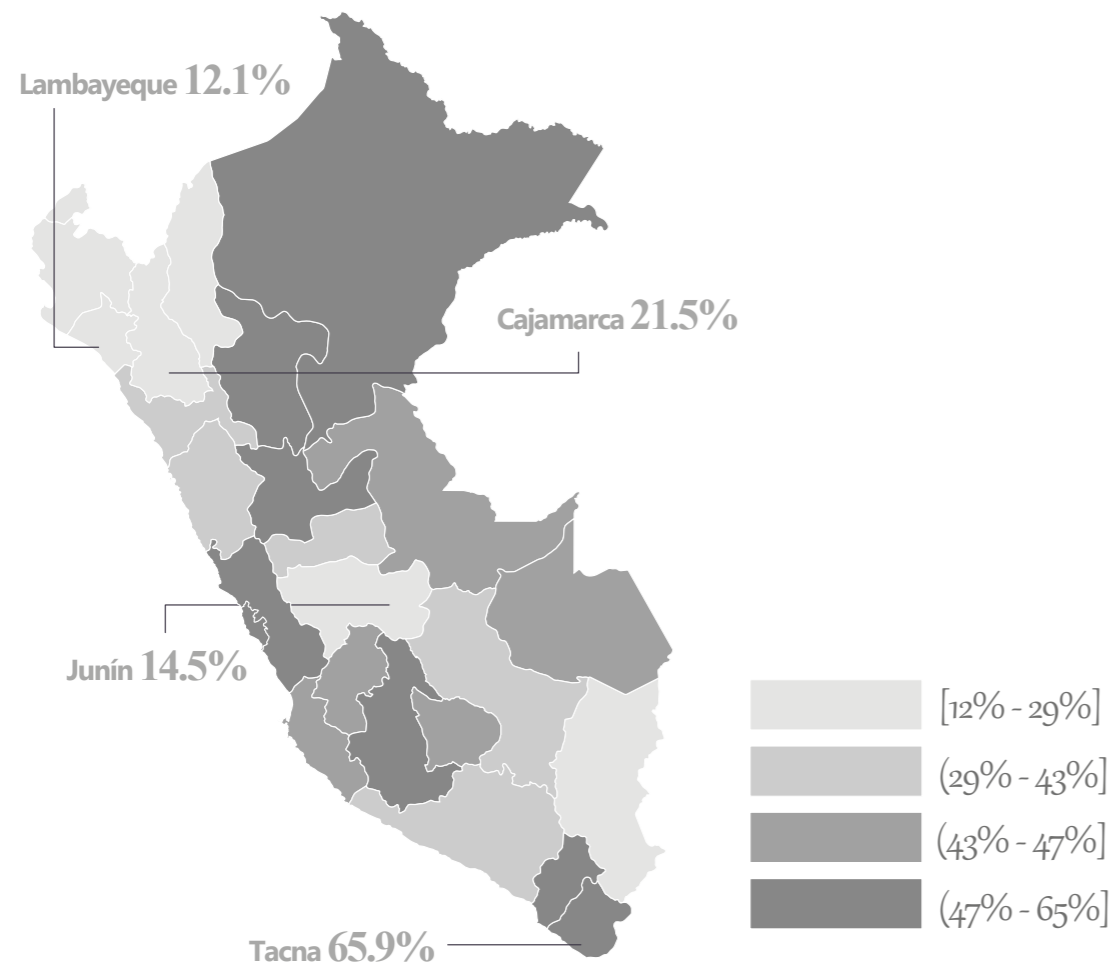 Lambayeque 12.1%
Cajamarca 21.5%
Junín 14.5%
[12% - 29%]
(29% - 43%]
(43% - 47%]
(47% - 65%]
Tacna 65.9%